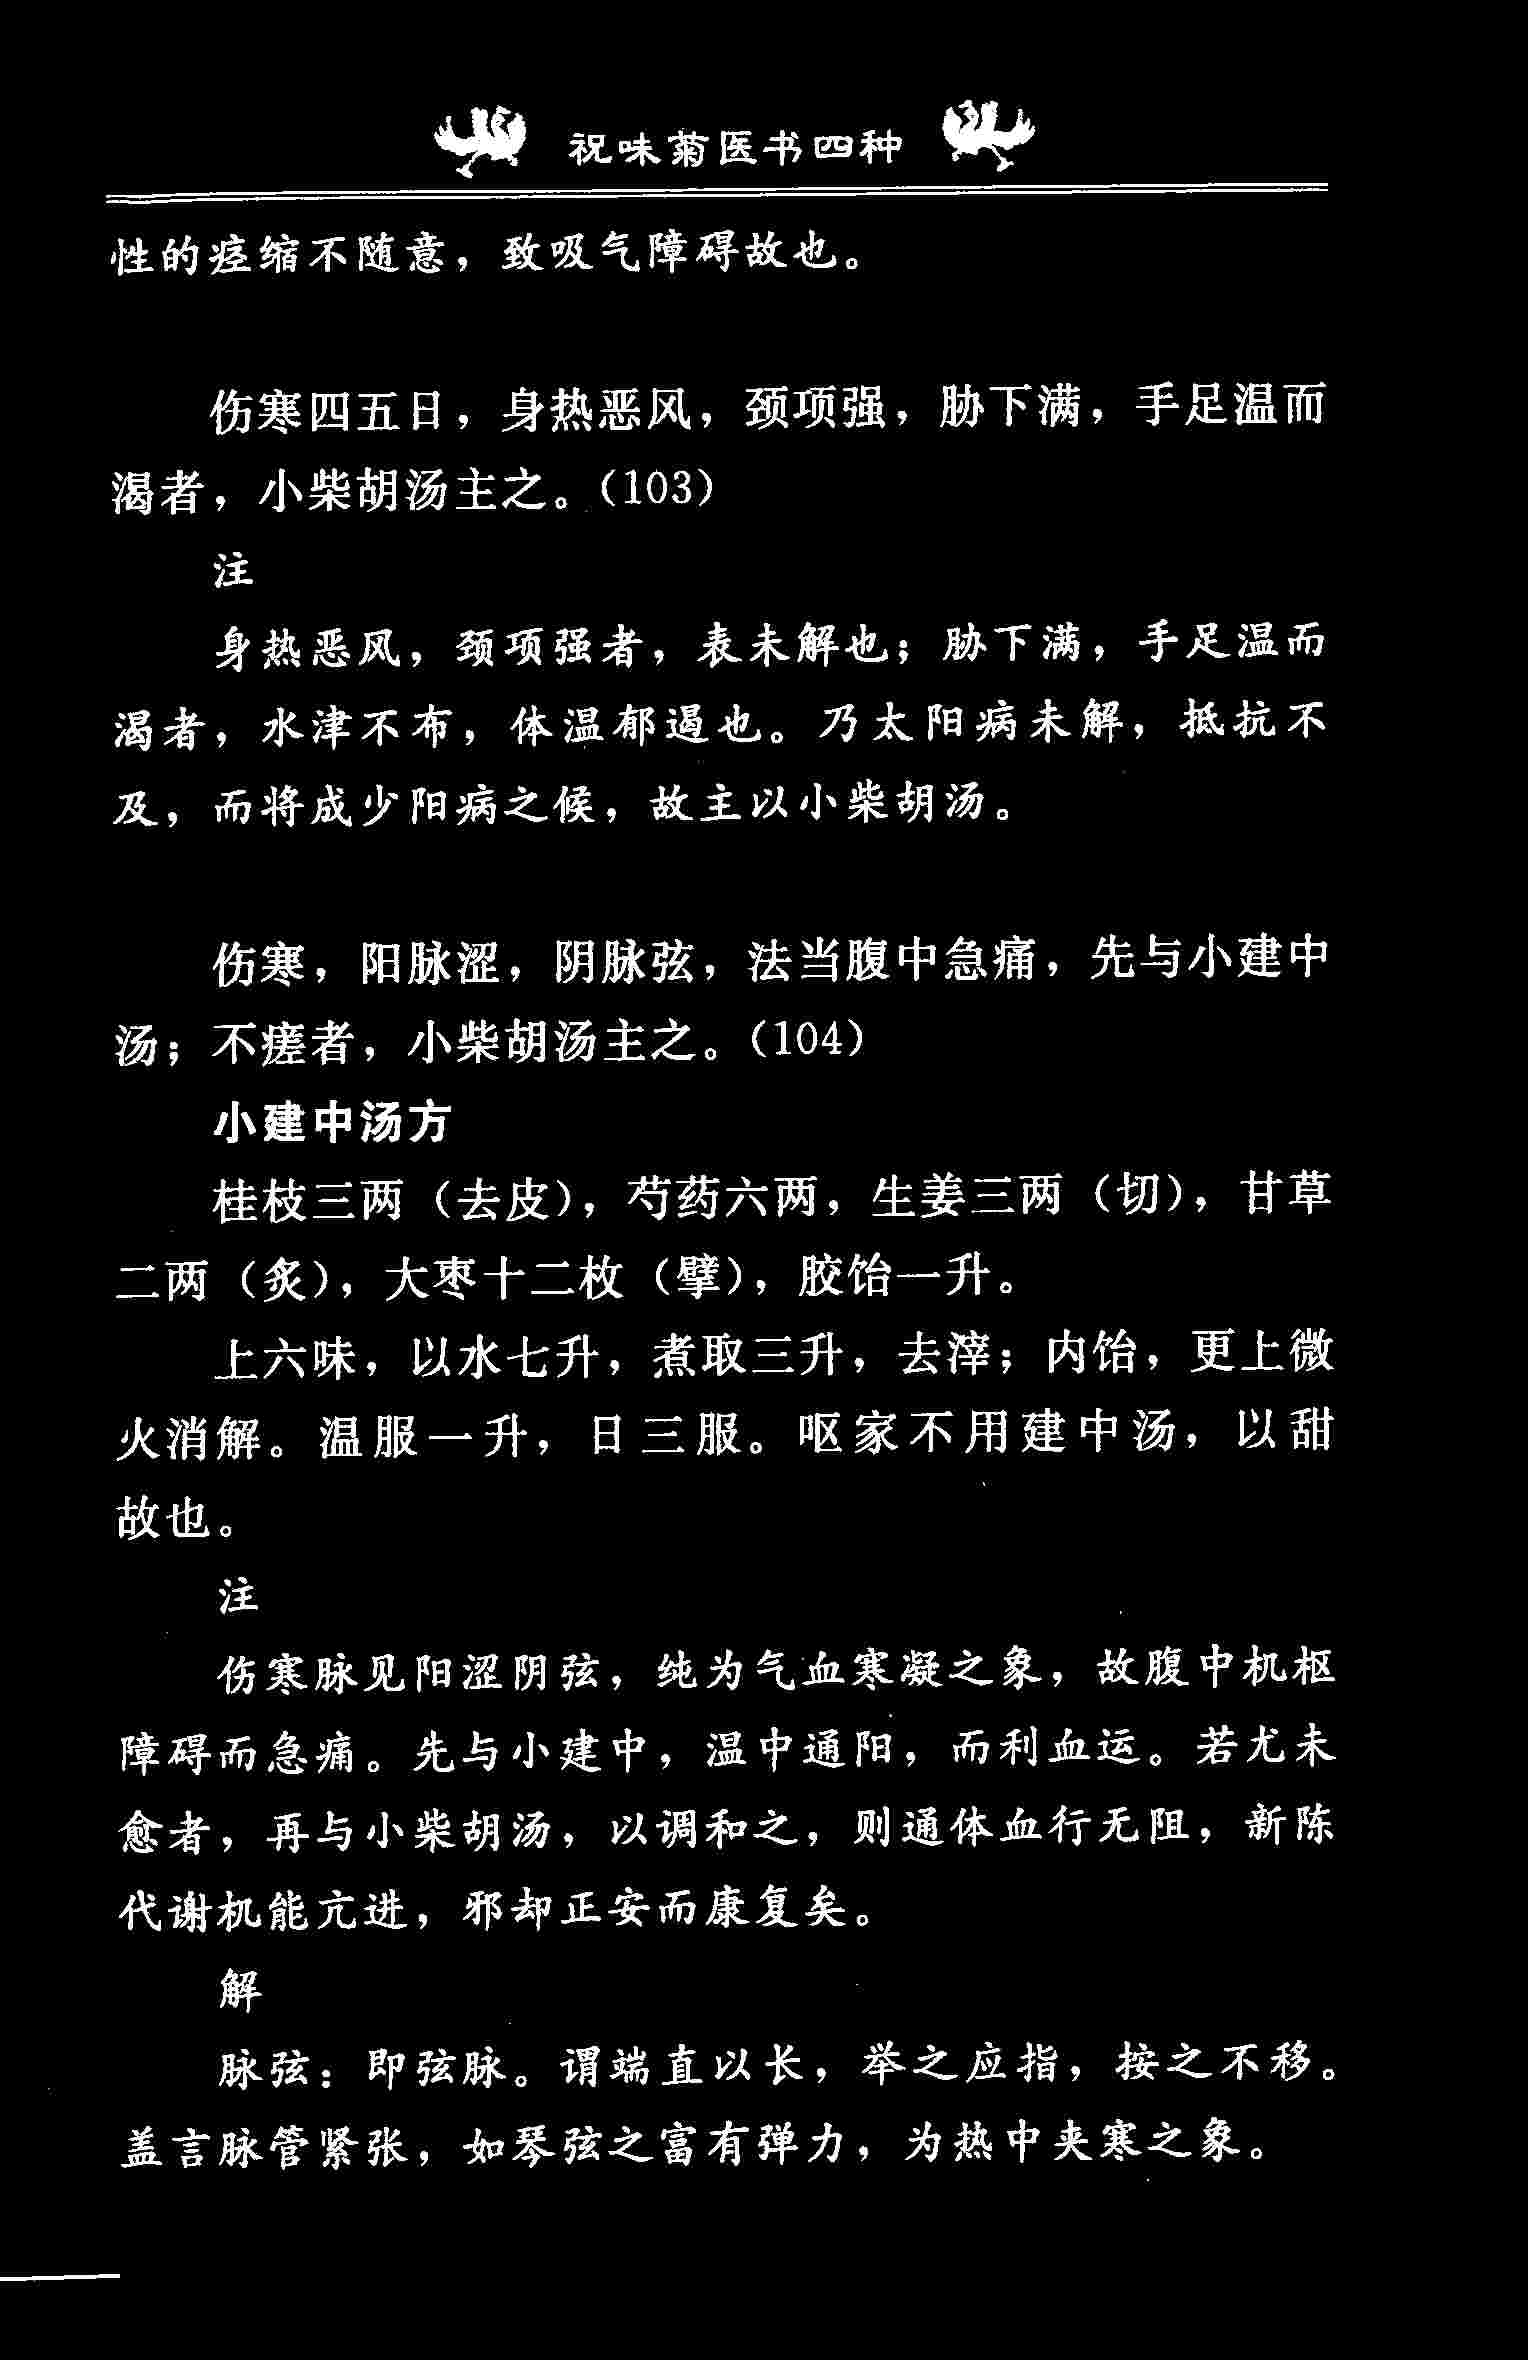 祝味菊医书四种
性的痉缩不随意，致吸气障碍故也。
伤寒四五日，身热恶风，颈项强，胁下满，手足温而
渴者，小柴胡汤主之。（103）
注
身热恶风，颈项强者，表未解也；胁下满，手足温而
渴者，水津不布，体温郁遏也。乃太阳病未解，抵抗不
及，而将成少阳病之候，故主以小柴胡汤。
伤寒，阳脉涩，阴脉弦，法当腹中急痛，先与小建中
汤；不瘥者，小柴胡汤主之。（104）
小建中汤方
桂枝三两（去皮），芍药六两，生姜三两（切），甘草
二两（炙），大枣十二枚（擘），胶饴一升。
上六味，以水七升，煮取三升，去滓；内饴，更上微
火消解。温服一升，日三服。呕家不用建中汤，以甜
故也。
注
伤寒脉见阳涩阴弦，纯为气血寒凝之象，故腹中机枢
障碍而急痛。先与小建中，温中通阳，而利血运。若尤未
愈者，再与小柴胡汤，以调和之，则通体血行无阻，新陈
代谢机能亢进，邪却正安而康复矣。
解
脉弦：即弦脉。谓端直以长，举之应指，按之不移。
盖言脉管紧张，如琴弦之富有弹力，为热中夹寒之象。